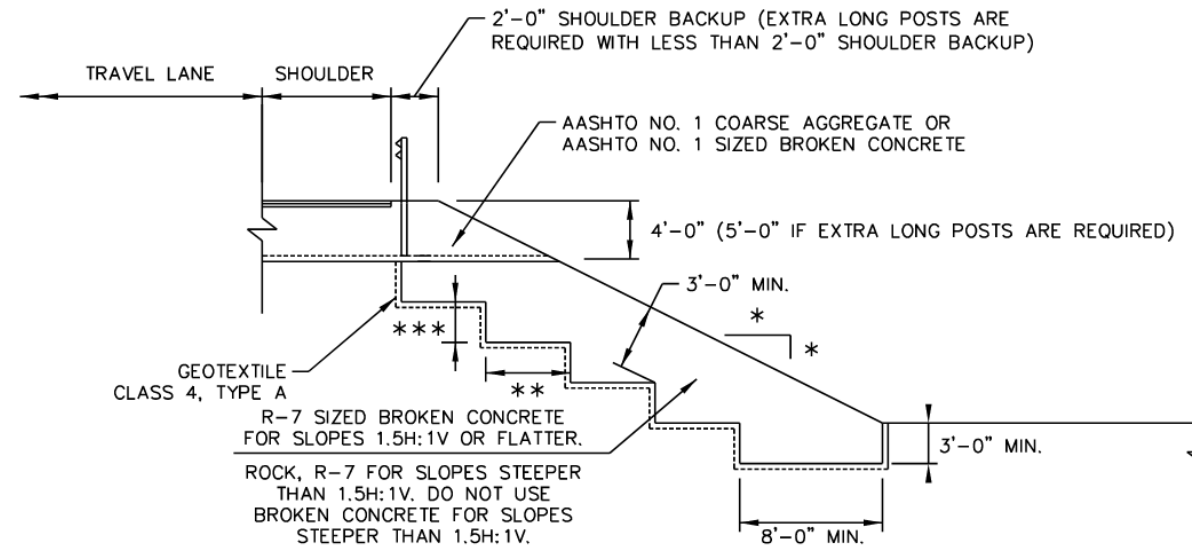 2'-0" SHOULDER BACKUP (EXTRA LONG POSTS ARE
REQUIRED WITH LESS THAN 2'-0" SHOULDER BACKUP)
TRAVEL LANE
SHOULDER
AASHTO NO. 1 COARSE AGGREGATE OR
AASHTO NO. 1 SIZED BROKEN CONCRETE
4'-0" (5'-0" IF EXTRA LONG POSTS ARE REQUIRED)
3'-0" MIN.
*
*
***
**
GEOTEXTILE
CLASS 4, TYPE A
R-7 SIZED BROKEN CONCRETE
FOR SLOPES 1.5H:1V OR FLATTER.
ROCK, R-7 FOR SLOPES STEEPER
THAN 1.5H:1V. DO NOT USE
BROKEN CONCRETE FOR SLOPES
STEEPER THAN 1.5H:1V.
3'-0" MIN.
8'-0" MIN.